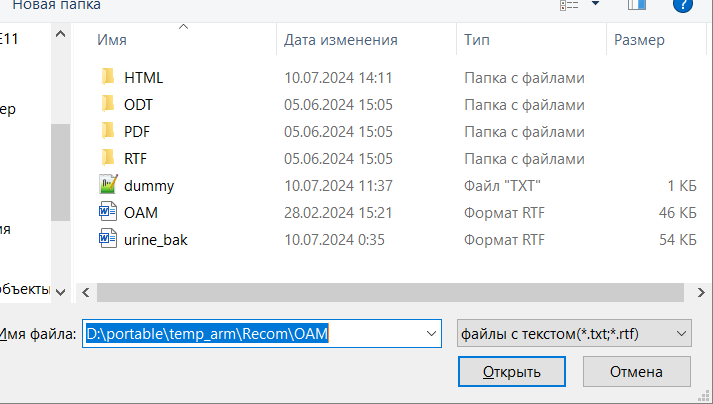 Новая папка
E11
Имя Дата изменения Тип Размер
HTML 10.07.2024 14:11 Папка с файлами
ODT 05.06.2024 15:05 Папка с файлами
ер
PDF 05.06.2024 15:05 Папка с файлами
RTF 05.06.2024 15:05 Папка с файлами
dummy 10.07.2024 11:37 Файл "TXT" 1 КБ
OAM 28.02.2024 15:21 Формат RTF 46 КБ
ия
urine_bak 10.07.2024 0:35 Формат RTF 54 КБ
объекты
Имя файла: D:\portable\temp_arm\Recom\OAM файлы с текстом(*.txt;*.rtf)
Открыть Отмена